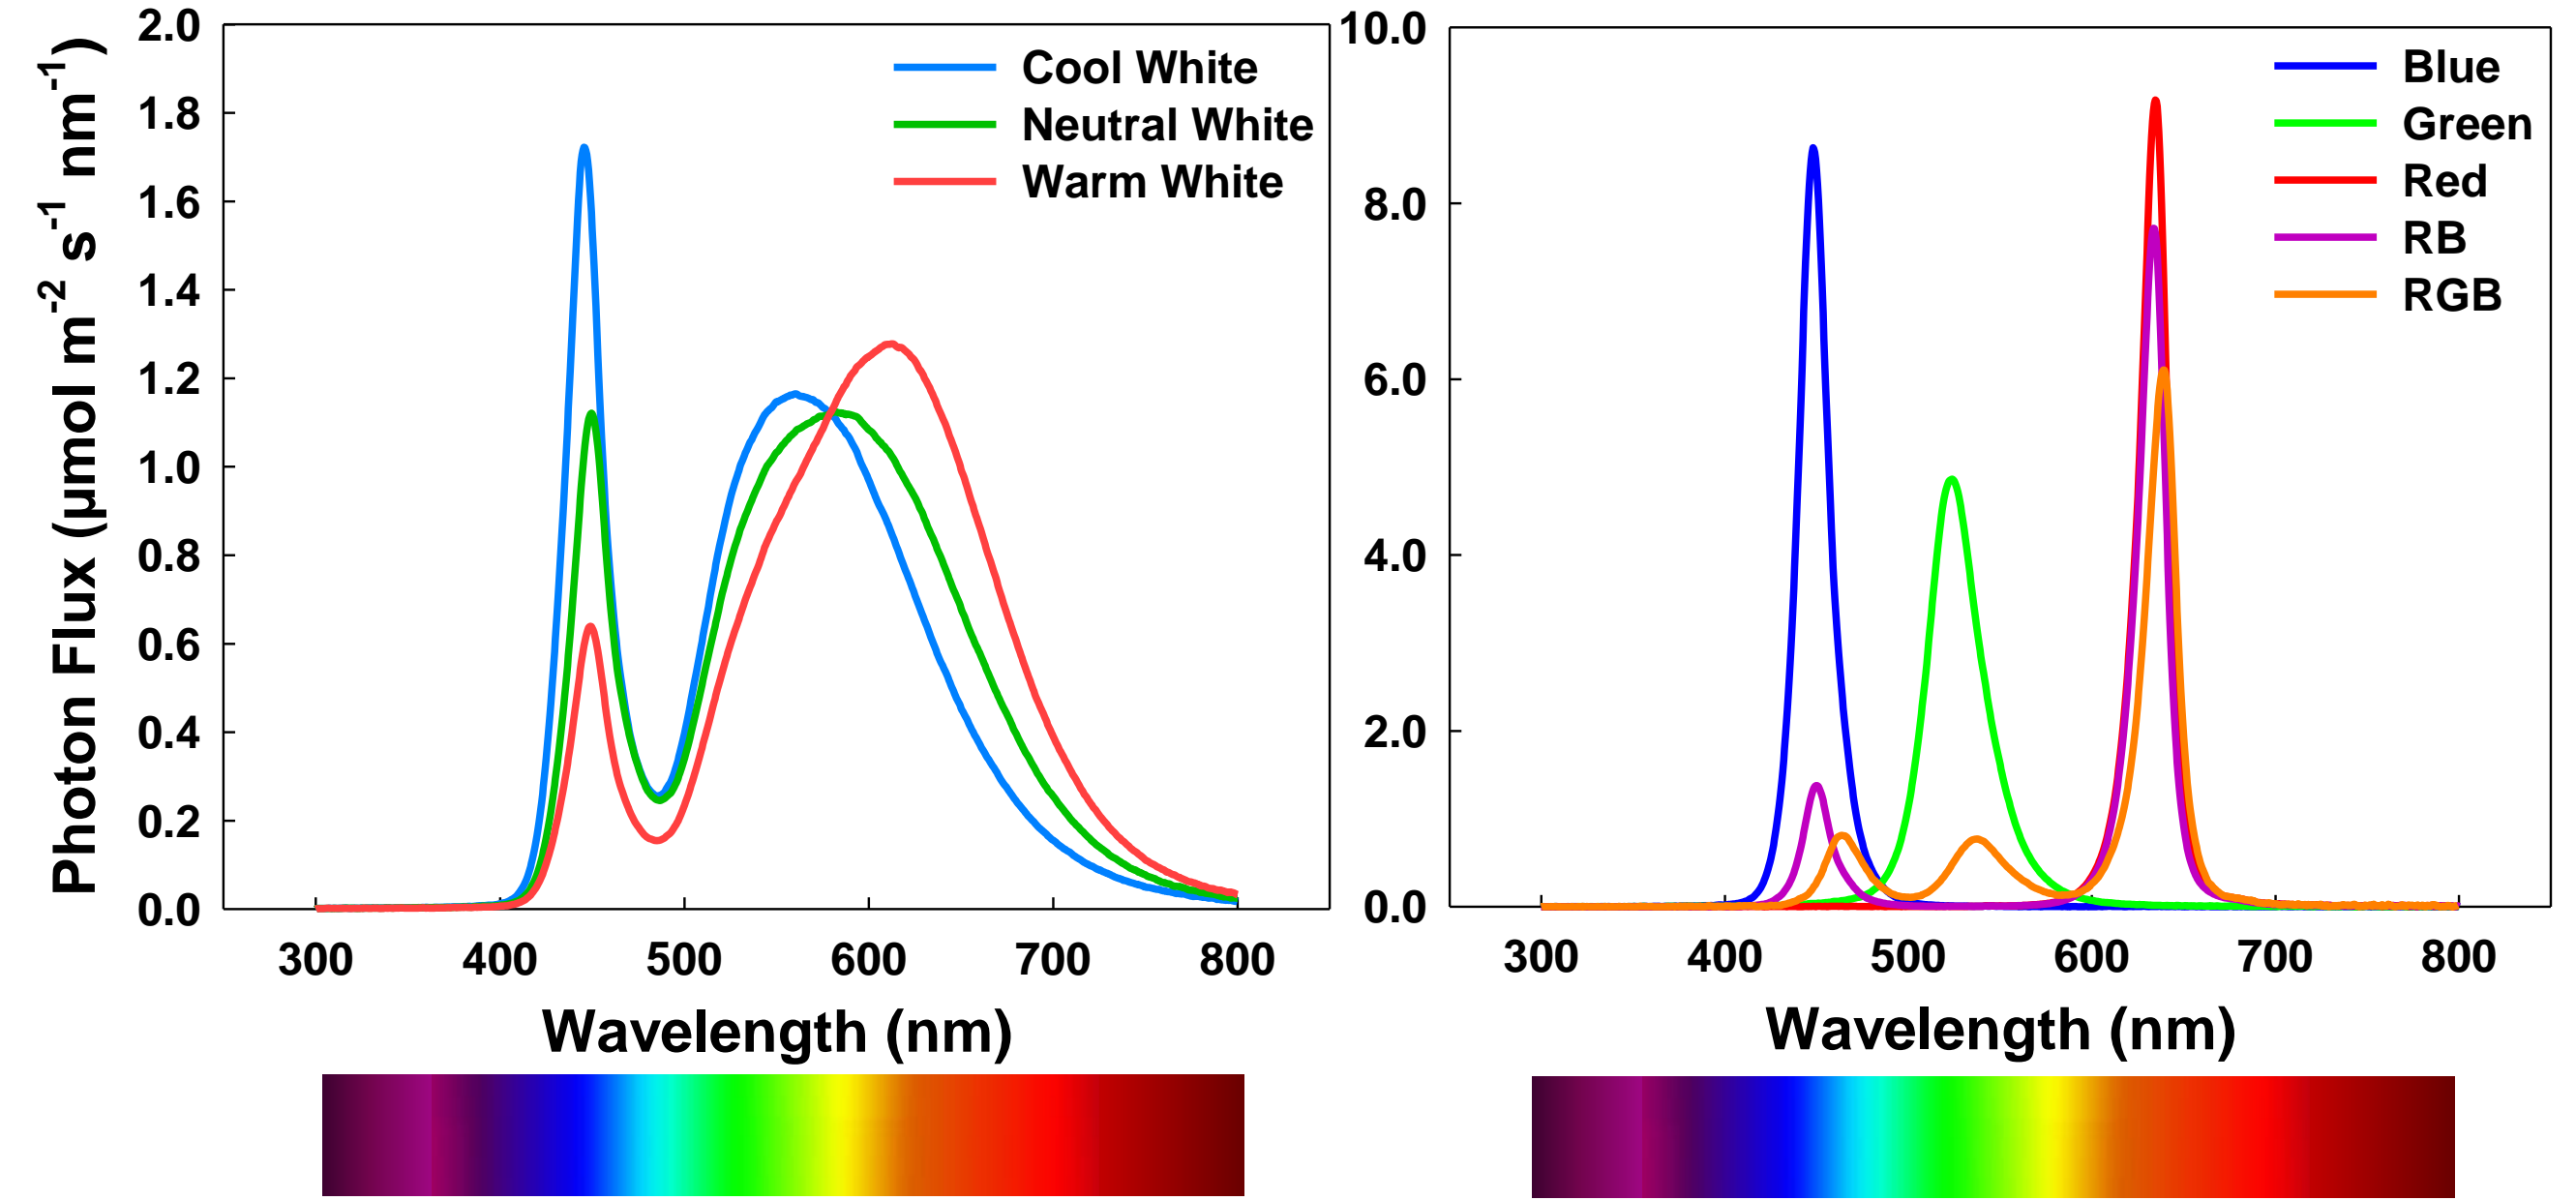 Photon Flux (µmol m-2 s-1 nm-1)
2.0
1.8
1.6
1.4
1.2
1.0
0.8
0.6
0.4
0.2
0.0
Cool White
Neutral White
Warm White
300 400 500 600 700 800
Wavelength (nm)
10.0
8.0
6.0
4.0
2.0
0.0
Blue
Green
Red
RB
RGB
300 400 500 600 700 800
Wavelength (nm)